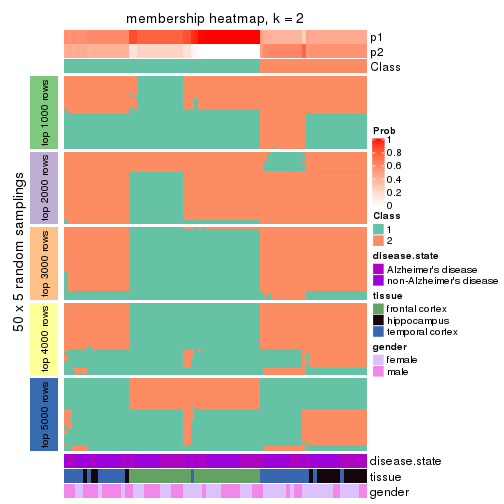 membership heatmap, k = 2
p1
p2
Class
50 x 5 random samplings
top 1000 rows
top 2000 rows
top 3000 rows
top 4000 rows
top 5000 rows
disease.state
tissue
gender
Prob
1
0.8
0.6
0.4
0.2
0
Class
1
2
disease.state
Alzheimer's disease
non-Alzheimer's disease
tissue
frontal cortex
hippocampus
temporal cortex
gender
female
male